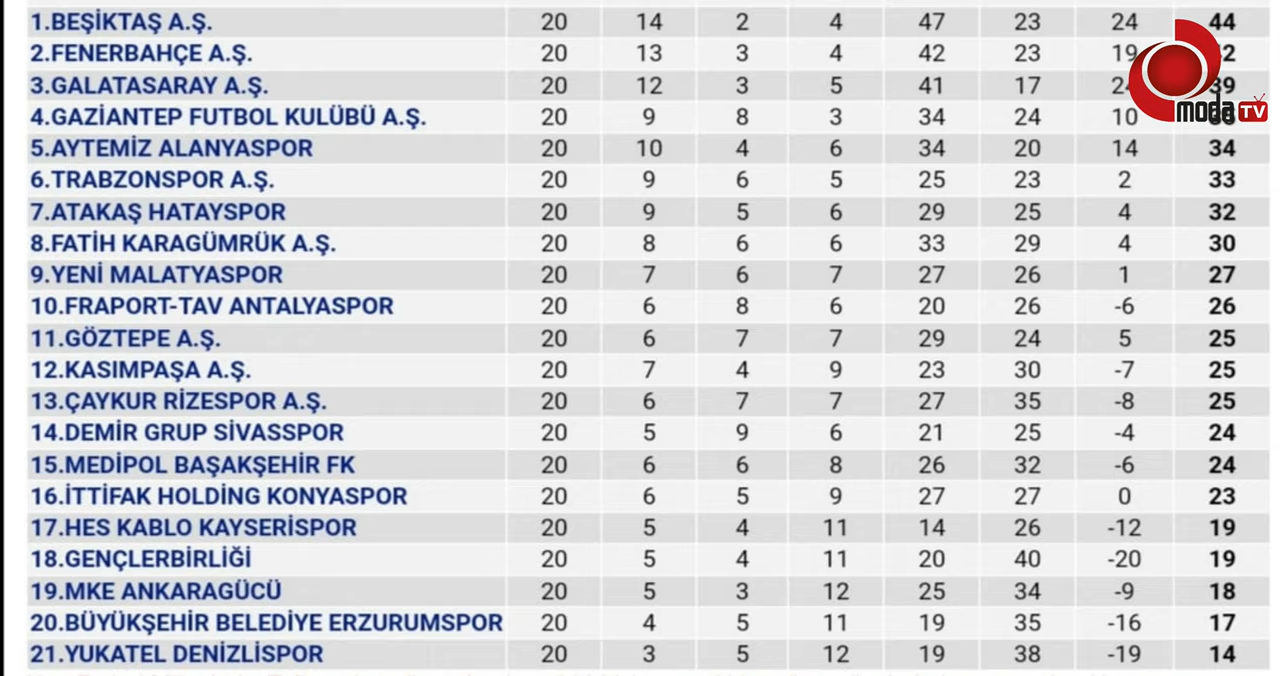 1.BEŞİKTAŞ A.Ş. 20 14 2 4 47 23 24 44
2.FENERBAHÇE A.Ş. 20 13 3 4 42 23 19
3.GALATASARAY A.Ş. 20 12 3 5 41 17 39
4.GAZİANTEP FUTBOL KULÜBÜ A.Ş. 20 9 8 3 34 24 10
moda TV
5.AYTEMİZ ALANYASPOR 20 10 4 6 34 20 14 34
6.TRABZONSPOR A.Ş. 20 9 6 5 25 23 2 33
7.ATAKAŞ HATAYSPOR 20 9 5 6 29 25 4 32
8.FATİH KARAGÜMRÜK A.Ş. 20 8 6 6 33 29 4 30
9.YENİ MALATYASPOR 20 7 6 7 27 26 1 27
10.FRAPORT-TAV ANTALYASPOR 20 6 8 6 20 26 -6 26
11.GÖZTEPE A.Ş. 20 6 7 7 29 24 5 25
12.KASIMPAŞA A.Ş. 20 7 4 9 23 30 -7 25
13.ÇAYKUR RİZESPOR A.Ş. 20 6 7 7 27 35 -8 25
14.DEMİR GRUP SİVASSPOR 20 5 9 6 21 25 -4 24
15.MEDİPOL BAŞAKŞEHİR FK 20 6 6 8 26 32 -6 24
16.İTTİFAK HOLDİNG KONYASPOR 20 6 5 9 27 27 0 23
17.HES KABLO KAYSERİSPOR 20 5 4 11 14 26 -12 19
18.GENÇLERBİRLİĞİ 20 5 4 11 20 40 -20 19
19.MKE ANKARAGÜCÜ 20 5 3 12 25 34 -9 18
20.BÜYÜKŞEHİR BELEDİYE ERZURUMSPOR 20 4 5 11 19 35 -16 17
21.YUKATEL DENİZLİSPOR 20 3 5 12 19 38 -19 14